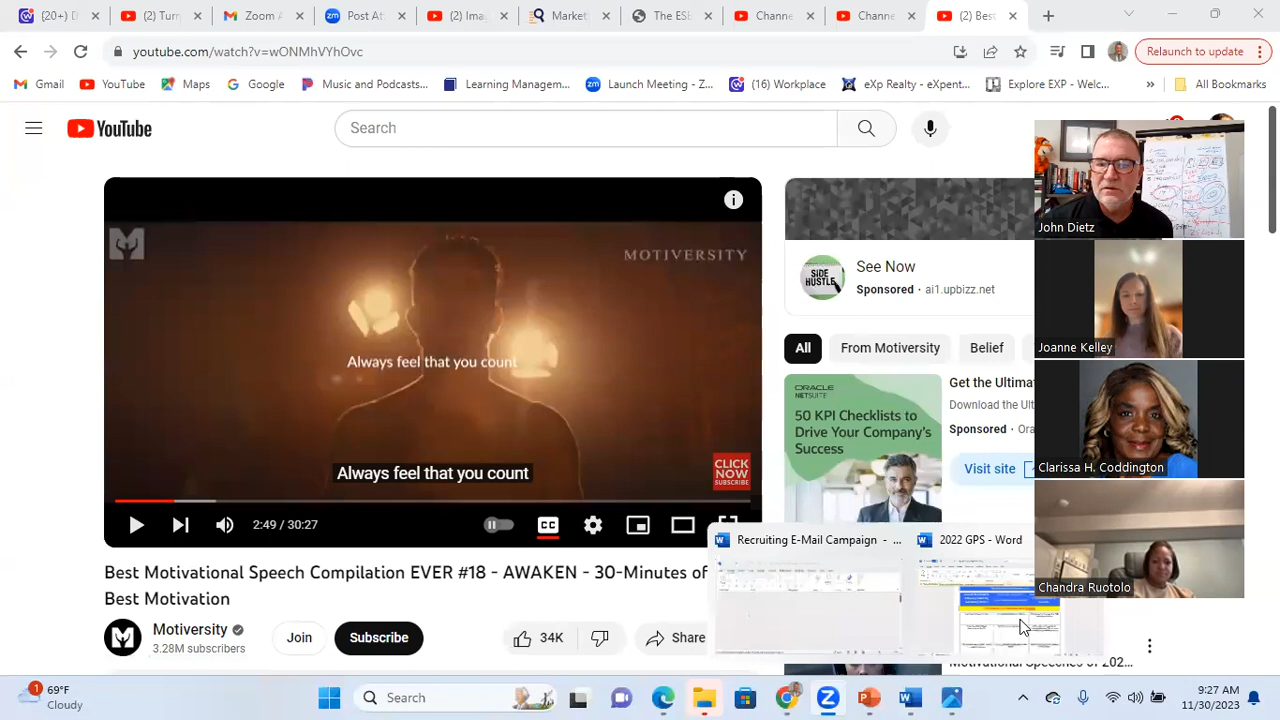 (20+) D
(2) Turn
Zoom A
Post At
(2) Imag
Market
The ESB
Channe
Channe
(2) Best
youtube.com/watch?v=wONMhVYhOvc
Relaunch to update
Gmail
YouTube
Maps
Google
Music and Podcasts...
Learning Managemen...
Launch Meeting - Z...
(16) Workplace
eXp Realty - eXpent...
Explore EXP - Welc...
All Bookmarks
YouTube
Search
MOTIVERSITY
Always feel that you count
Always feel that you count
CLICK
NOW
SUBSCRIBE
2:49 / 30:27
CC
SIDE
HUSTLE
See Now
Sponsored · ai1.upbizz.net
All
From Motiversity
Belief
ORACLE
NETSUITE
50 KPI Checklists to
Drive Your Company's
Success
Get the Ultima
Download the Ult
Sponsored · Ora
Visit site
John Dietz
Joanne Kelley
Clarissa H. Coddington
Chandra Ruotolo
Recruiting E-Mail Campaign - ...
2022 GPS - Word
Best Motivational Speech Compilation EVER #18 - AWAKEN - 30-Minutes of
Best Motivation
Motiversity
3.28M subscribers
Join
Subscribe
34K
Share
Motivational Speeches of 202...
1
69°F
Cloudy
Search
9:27 AM
11/30/2023